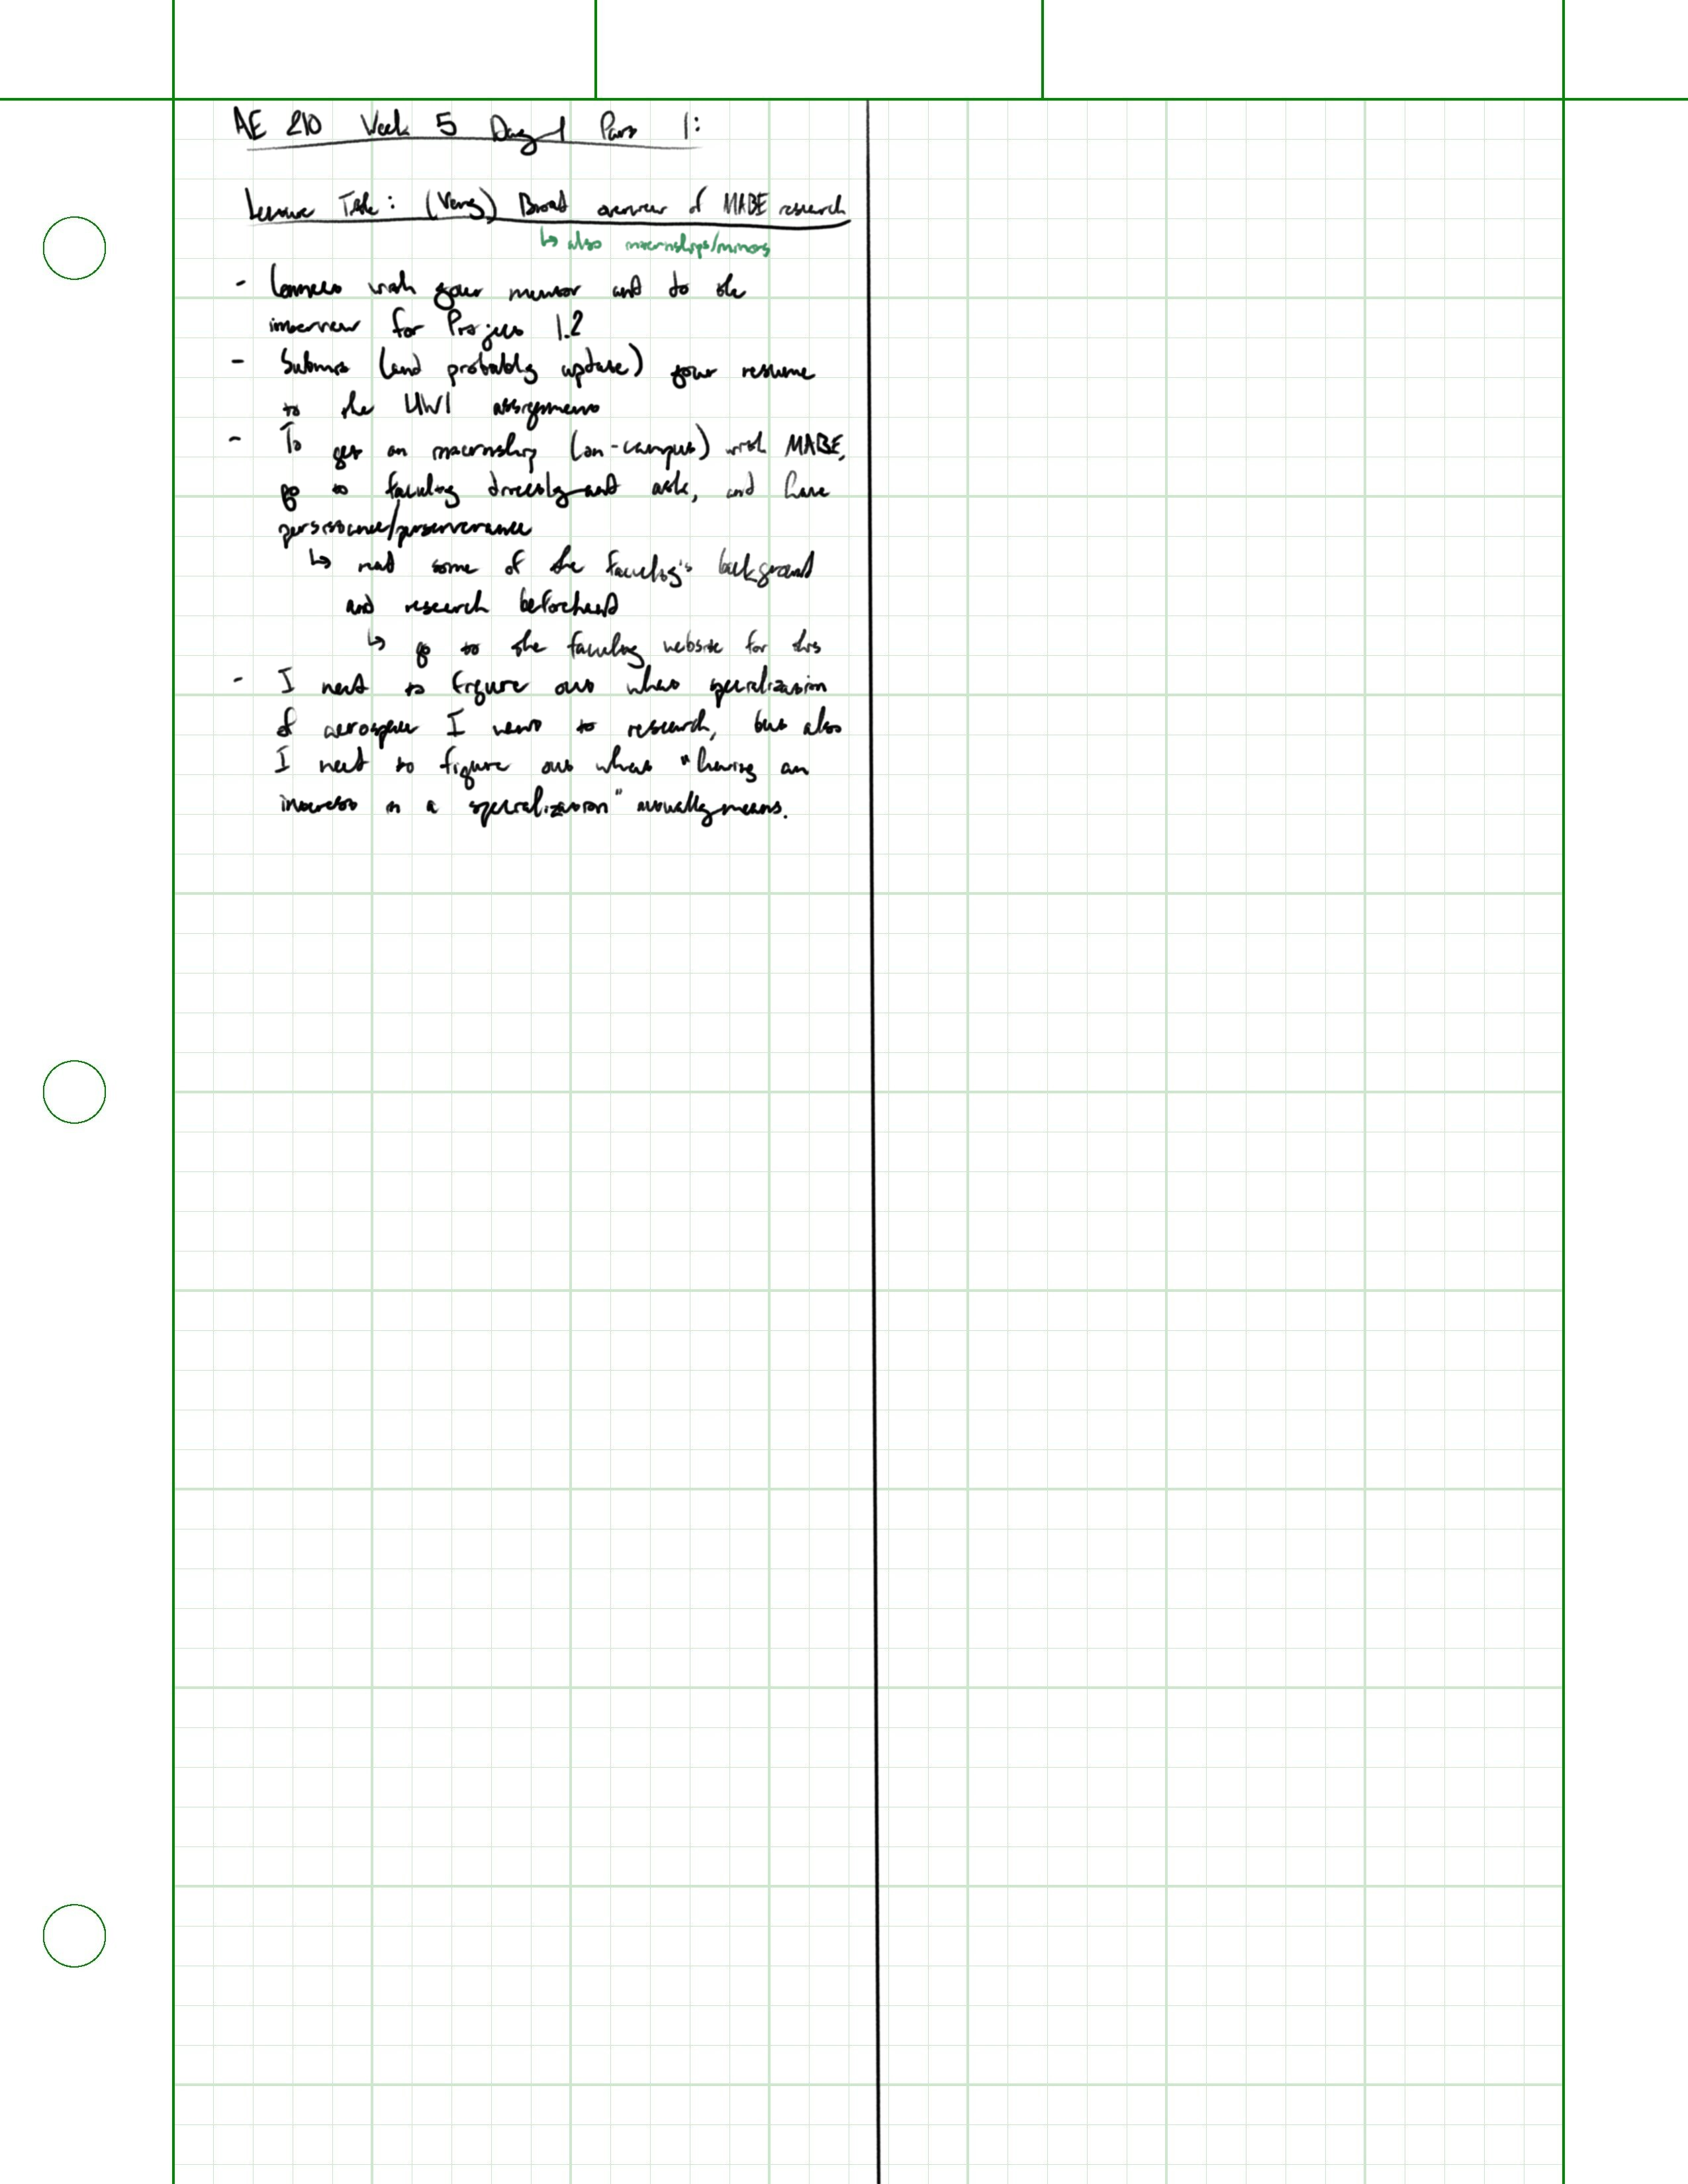 AE 210 Week 5 Day 1 Part 1:
Lecture Title: (Very) Broad overview of MABE research
↳ also internships/minors
- Connect with your mentor and to the
interview for Project 1.2
- Submit (and probably update) your resume
to the HW1 assignment
- To get an internship (on-campus) with MABE,
go to faculty directly and ask, and have
persistance/perserverance
↳ read some of the faculty's background
and research beforehand
↳ go to the faculty website for this
- I need to figure out what specialization
of aerospace I want to research, but also
I need to figure out what "having an
interest in a specialization" actually means.